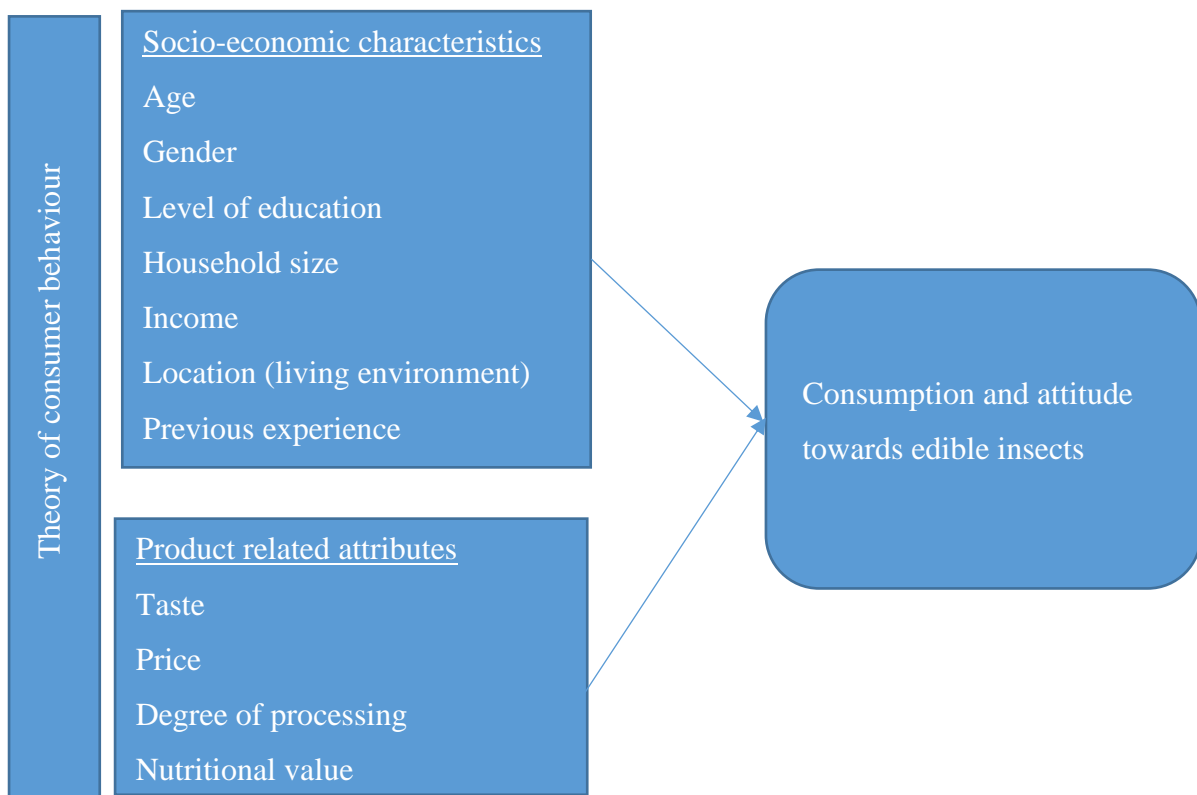 Theory of consumer behaviour
Socio-economic characteristics
Age
Gender
Level of education
Household size
Income
Location (living environment)
Previous experience
Product related attributes
Taste
Price
Degree of processing
Nutritional value
Consumption and attitude
towards edible insects